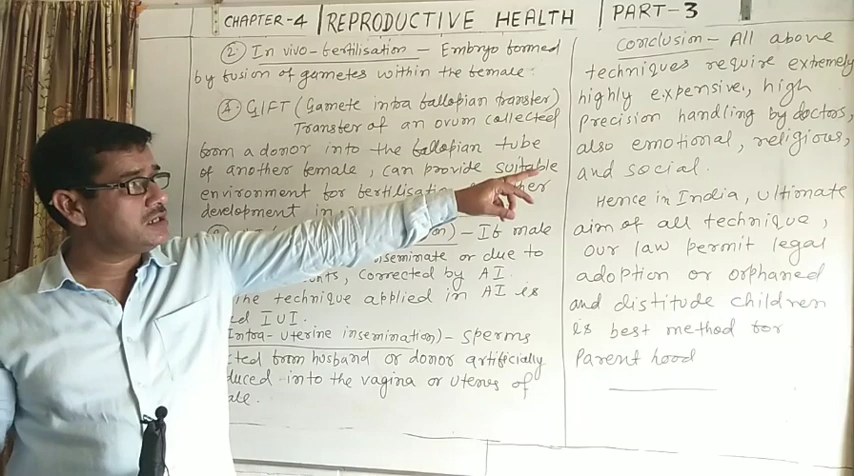 CHAPTER-4 | REPRODUCTIVE HEALTH | PART-3
② In vivo-fertilisation - Embryo formed
by fusion of gametes within the female.
④ GIFT (Gamete intra fallopian transfer)
Transfer of an ovum collected
from a donor into the fallopian tube
of another female, can provide suitable
environment for fertilisation
development in
- If male
inseminate or due to
corrected by AI.
technique applied in AI is
IUI.
Intra-uterine insemination) - Sperms
from husband or donor artificially
into the vagina or uterus of
Conclusion - All above
techniques require extremely
highly expensive, high
precision handling by doctors,
also emotional, religious,
and social.
Hence in India, ultimate
aim of all technique,
our law permit legal
adoption or orphaned
and distitude children
is best method for
Parent hood